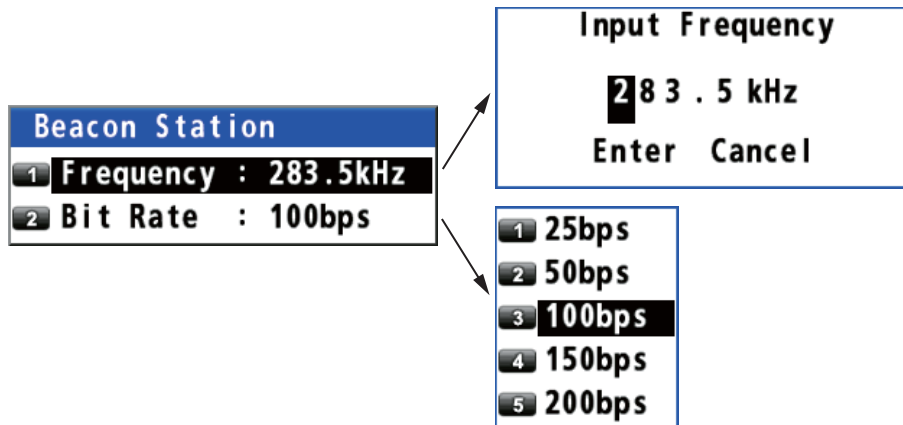 Beacon Station
1 Frequency : 283.5kHz
2 Bit Rate : 100bps
Input Frequency
283.5 kHz
Enter Cancel
1 25bps
2 50bps
3 100bps
4 150bps
5 200bps